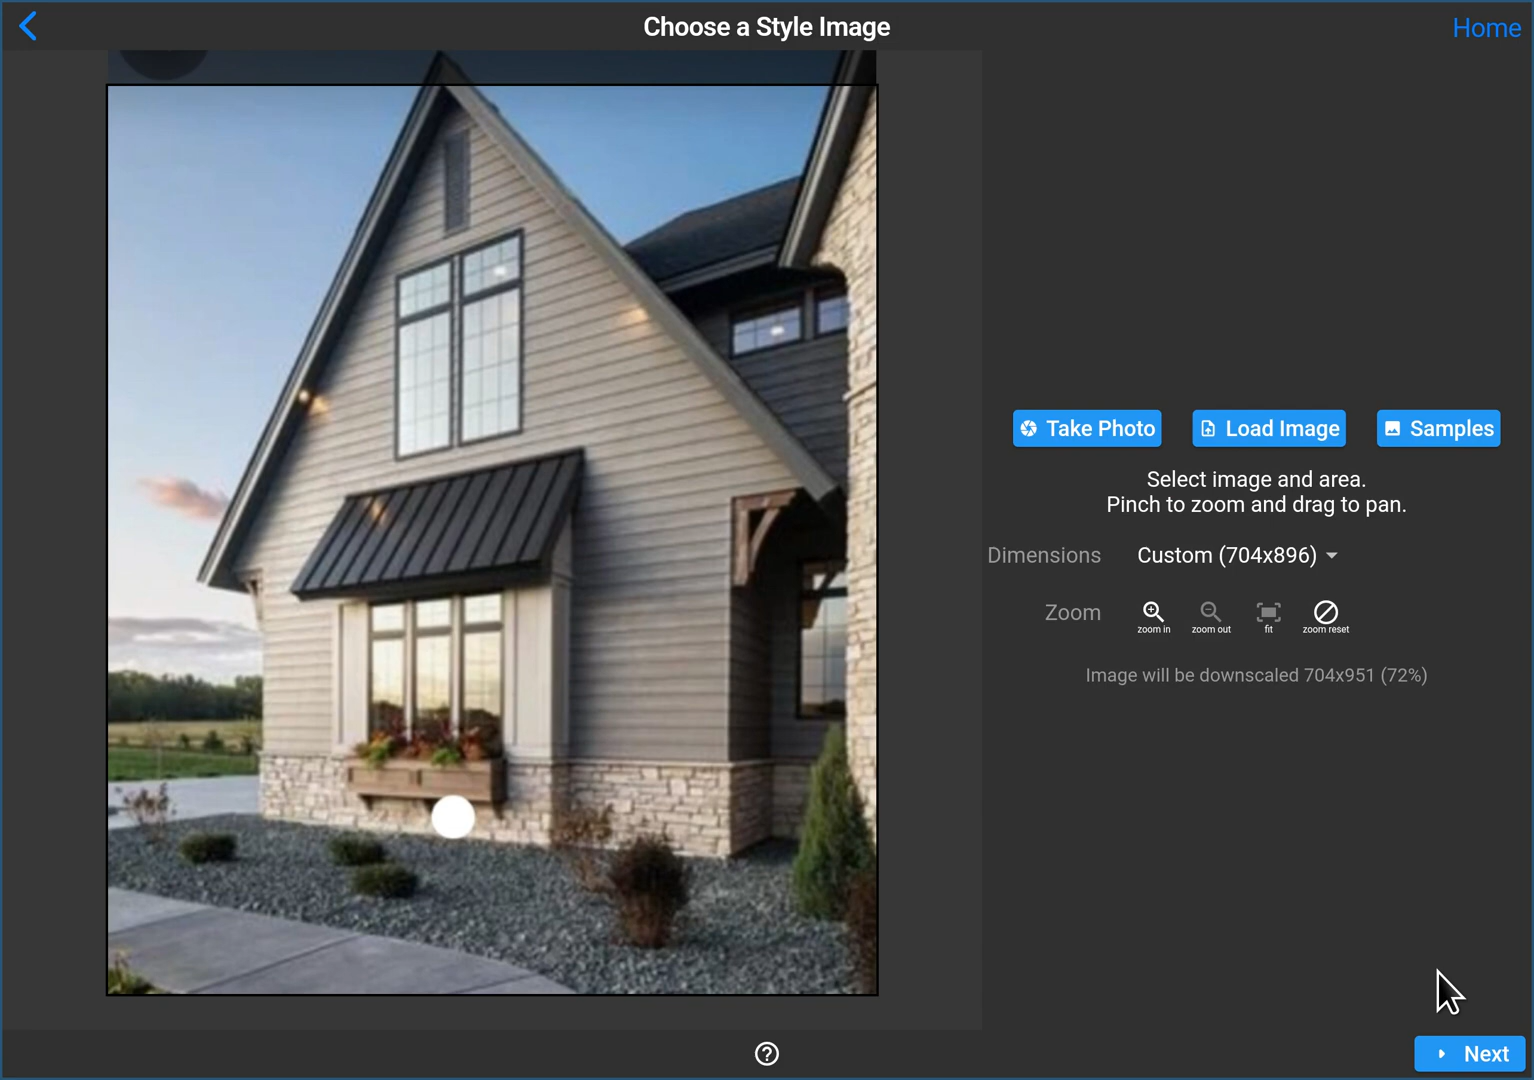 Choose a Style Image
Home
Take Photo
Load Image
Samples
Select image and area.
Pinch to zoom and drag to pan.
Dimensions
Custom (704x896)
Zoom
zoom in
zoom out
fit
zoom reset
Image will be downscaled 704x951 (72%)
Next